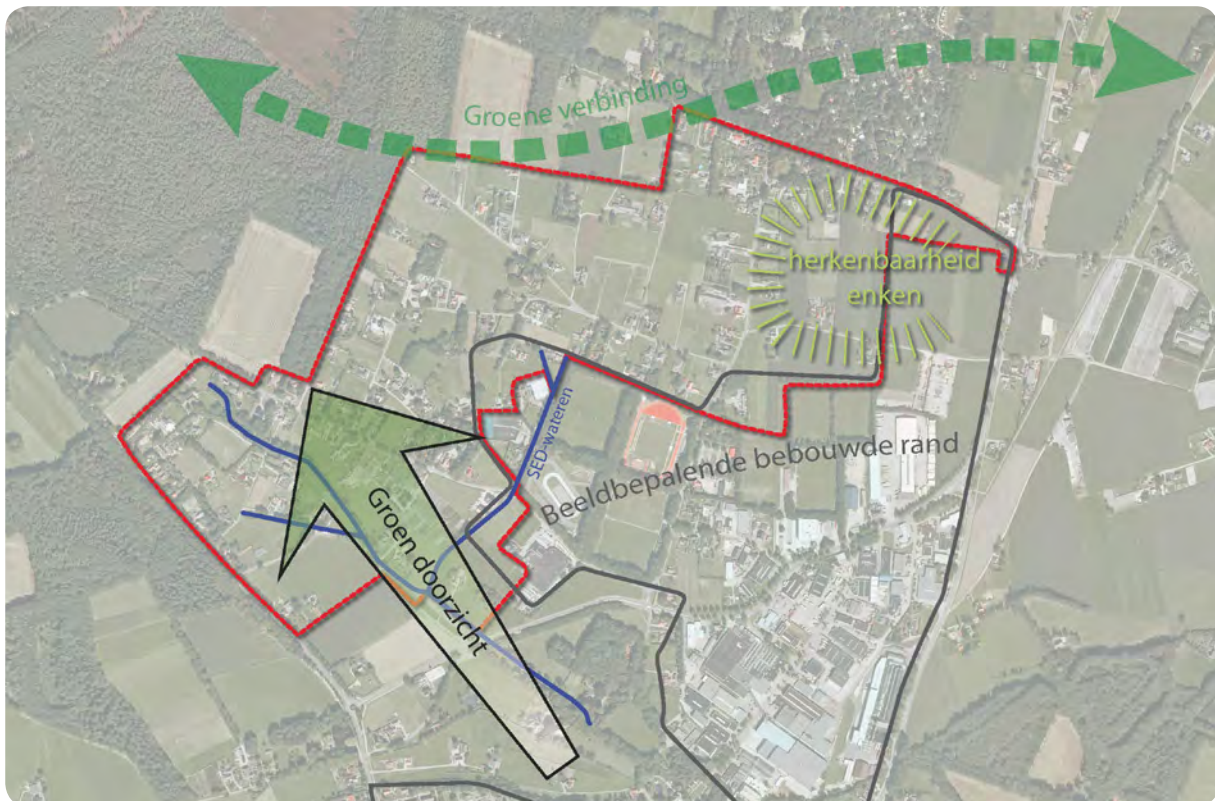 Groene verbinding
herkenbaarheid
enken
SED-wateren
Beeldbepalende bebouwde rand
Groen doorzicht